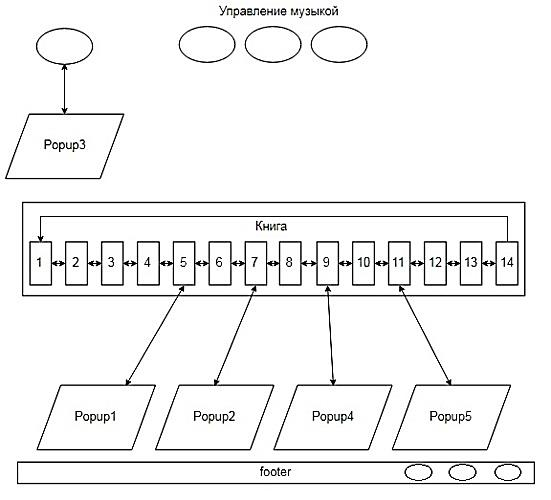 Управление музыкой
Popup3
Книга
1 2 3 4 5 6 7 8 9 10 11 12 13 14
Popup1 Popup2 Popup4 Popup5
footer